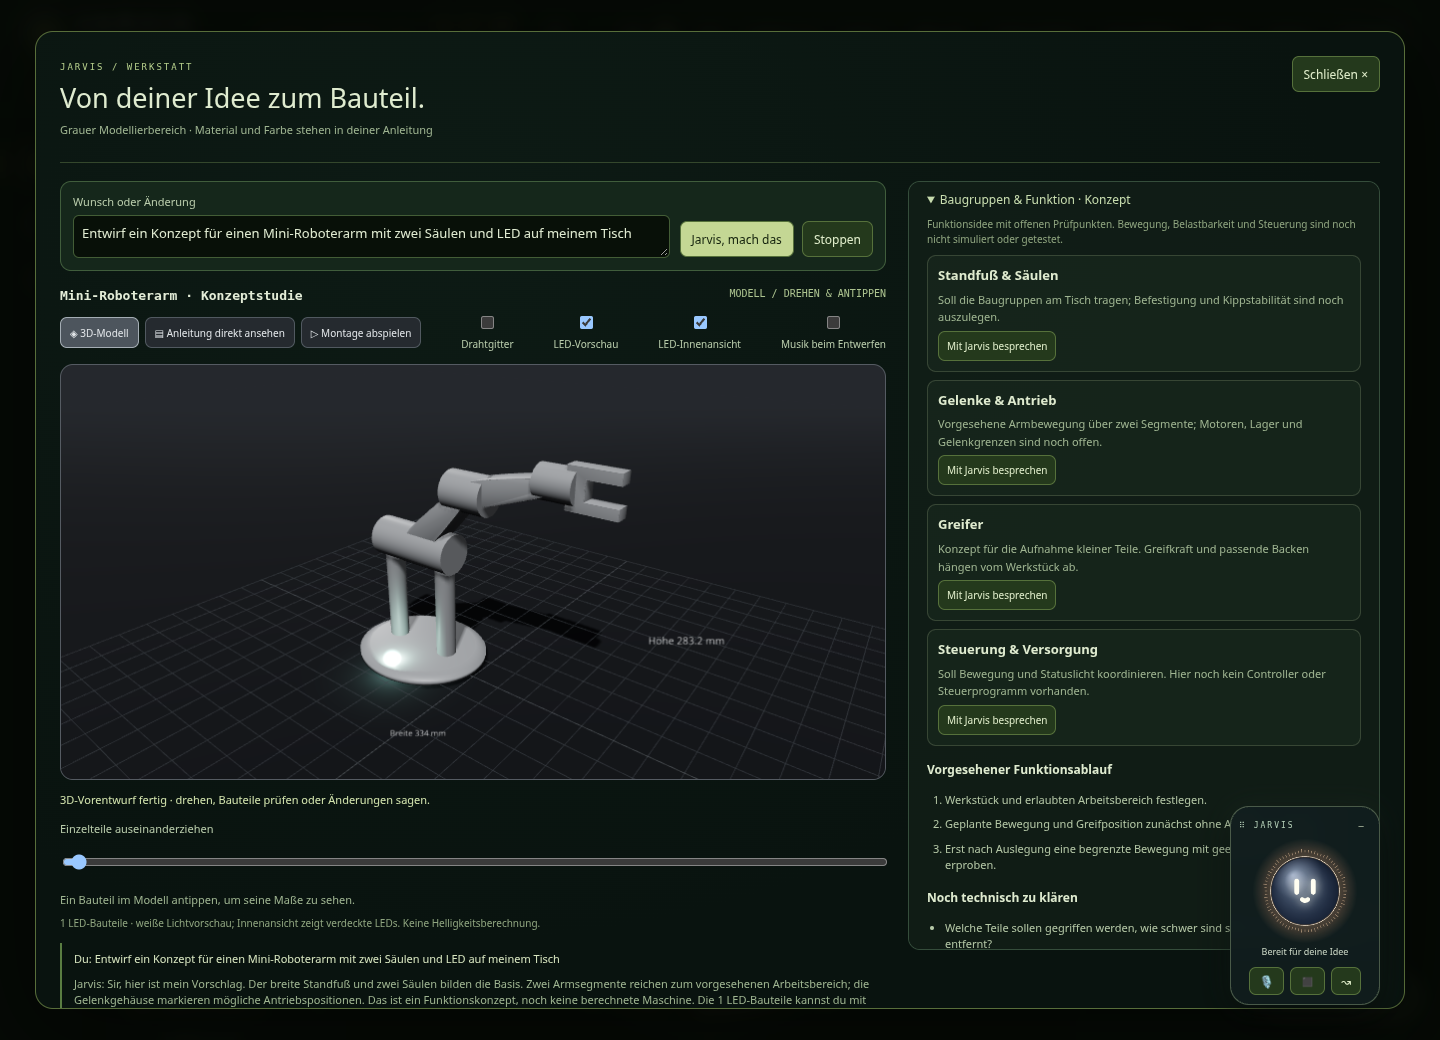 JARVIS / WERKSTATT
Von deiner Idee zum Bauteil.
Grauer Modellierbereich · Material und Farbe stehen in deiner Anleitung
Schließen ×
Wunsch oder Änderung
Entwirf ein Konzept für einen Mini-Roboterarm mit zwei Säulen und LED auf meinem Tisch
Jarvis, mach das
Stoppen
Mini-Roboterarm · Konzeptstudie
MODELL / DREHEN & ANTIPPEN
◈ 3D-Modell
▤ Anleitung direkt ansehen
▷ Montage abspielen
Drahtgitter
LED-Vorschau
LED-Innenansicht
Musik beim Entwerfen
Höhe 283.2 mm
Breite 334 mm
3D-Vorentwurf fertig · drehen, Bauteile prüfen oder Änderungen sagen.
Einzelteile auseinanderziehen
Ein Bauteil im Modell antippen, um seine Maße zu sehen.
1 LED-Bauteile · weiße Lichtvorschau; Innenansicht zeigt verdeckte LEDs. Keine Helligkeitsberechnung.
Du: Entwirf ein Konzept für einen Mini-Roboterarm mit zwei Säulen und LED auf meinem Tisch
Jarvis: Sir, hier ist mein Vorschlag. Der breite Standfuß und zwei Säulen bilden die Basis. Zwei Armsegmente reichen zum vorgesehenen Arbeitsbereich; die
Gelenkgehäuse markieren mögliche Antriebspositionen. Das ist ein Funktionskonzept, noch keine berechnete Maschine. Die 1 LED-Bauteile kannst du mit
▼ Baugruppen & Funktion · Konzept
Funktionsidee mit offenen Prüfpunkten. Bewegung, Belastbarkeit und Steuerung sind noch
nicht simuliert oder getestet.
Standfuß & Säulen
Soll die Baugruppen am Tisch tragen; Befestigung und Kippstabilität sind noch
auszulegen.
Mit Jarvis besprechen
Gelenke & Antrieb
Vorgesehene Armbewegung über zwei Segmente; Motoren, Lager und
Gelenkgrenzen sind noch offen.
Mit Jarvis besprechen
Greifer
Konzept für die Aufnahme kleiner Teile. Greifkraft und passende Backen
hängen vom Werkstück ab.
Mit Jarvis besprechen
Steuerung & Versorgung
Soll Bewegung und Statuslicht koordinieren. Hier noch kein Controller oder
Steuerprogramm vorhanden.
Mit Jarvis besprechen
Vorgesehener Funktionsablauf
1. Werkstück und erlaubten Arbeitsbereich festlegen.
2. Geplante Bewegung und Greifposition zunächst ohne
3. Erst nach Auslegung eine begrenzte Bewegung mit
erproben.
Noch technisch zu klären
• Welche Teile sollen gegriffen werden, wie schwer sind
entfernt?
JARVIS
Bereit für deine Idee